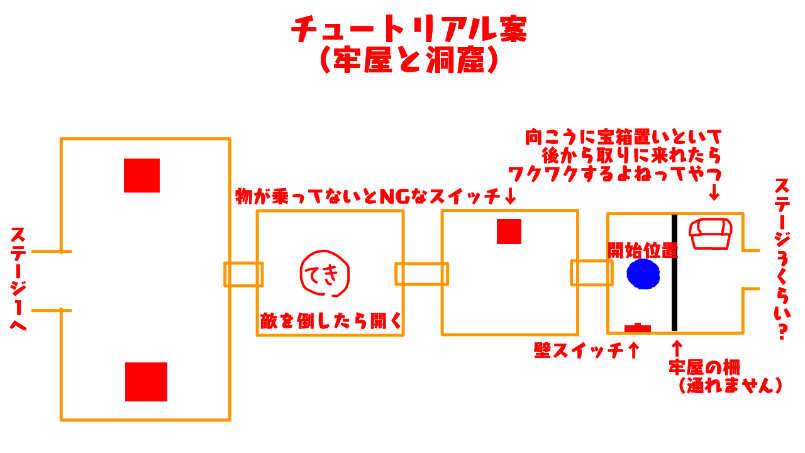 チュートリアル案
(牢屋と洞窟)
向こうに宝箱置いといて
後から取りに来れたら
ワクワクするよねってやつ
↓
物が乗ってないとNGなスイッチ↓
ステージ1へ
てき
敵を倒したら開く
開始位置
壁スイッチ↑
↑
牢屋の柵
(通れません)
ステージ3くらい?